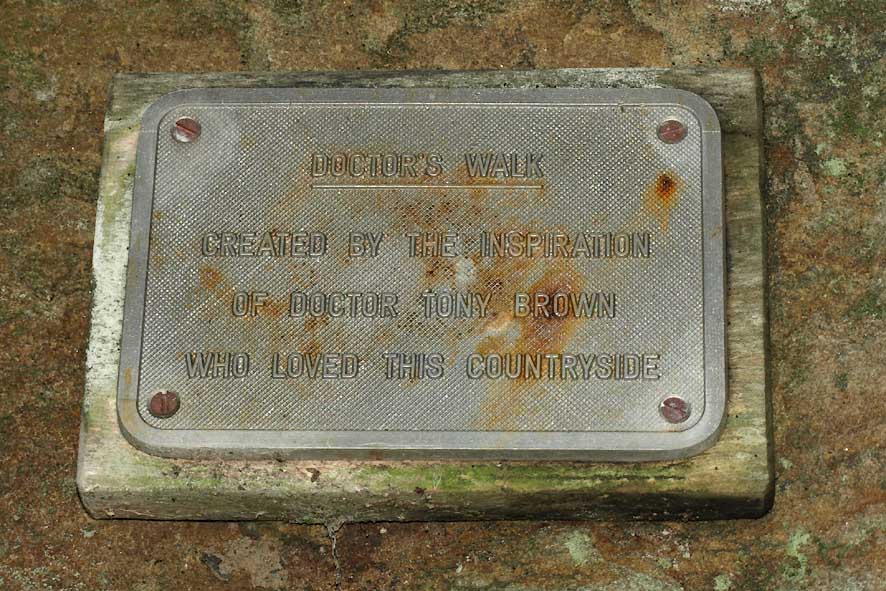 DOCTOR'S WALK
CREATED BY THE INSPIRATION
OF DOCTOR TONY BROWN
WHO LOVED THIS COUNTRYSIDE